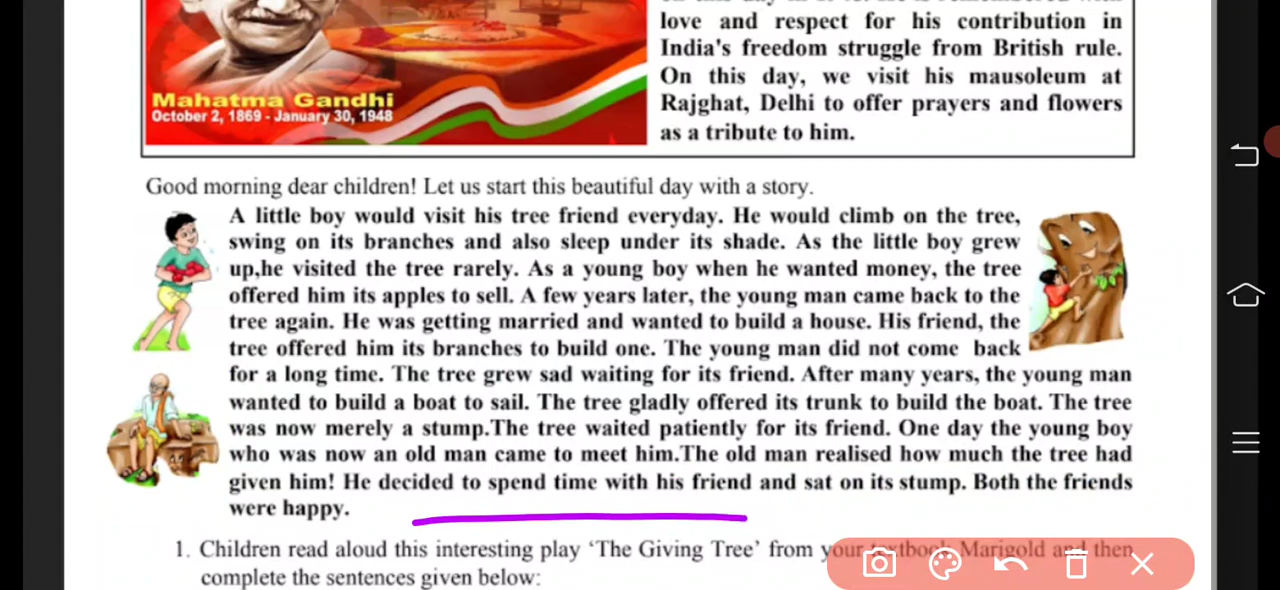 Mahatma Gandhi
October 2, 1869 - January 30, 1948
love and respect for his contribution in
India's freedom struggle from British rule.
On this day, we visit his mausoleum at
Rajghat, Delhi to offer prayers and flowers
as a tribute to him.
Good morning dear children! Let us start this beautiful day with a story.
A little boy would visit his tree friend everyday. He would climb on the tree,
swing on its branches and also sleep under its shade. As the little boy grew
up,he visited the tree rarely. As a young boy when he wanted money, the tree
offered him its apples to sell. A few years later, the young man came back to the
tree again. He was getting married and wanted to build a house. His friend, the
tree offered him its branches to build one. The young man did not come back
for a long time. The tree grew sad waiting for its friend. After many years, the young man
wanted to build a boat to sail. The tree gladly offered its trunk to build the boat. The tree
was now merely a stump.The tree waited patiently for its friend. One day the young boy
who was now an old man came to meet him.The old man realised how much the tree had
given him! He decided to spend time with his friend and sat on its stump. Both the friends
were happy.
1. Children read aloud this interesting play ‘The Giving Tree’ from your textbook Marigold and then
complete the sentences given below: